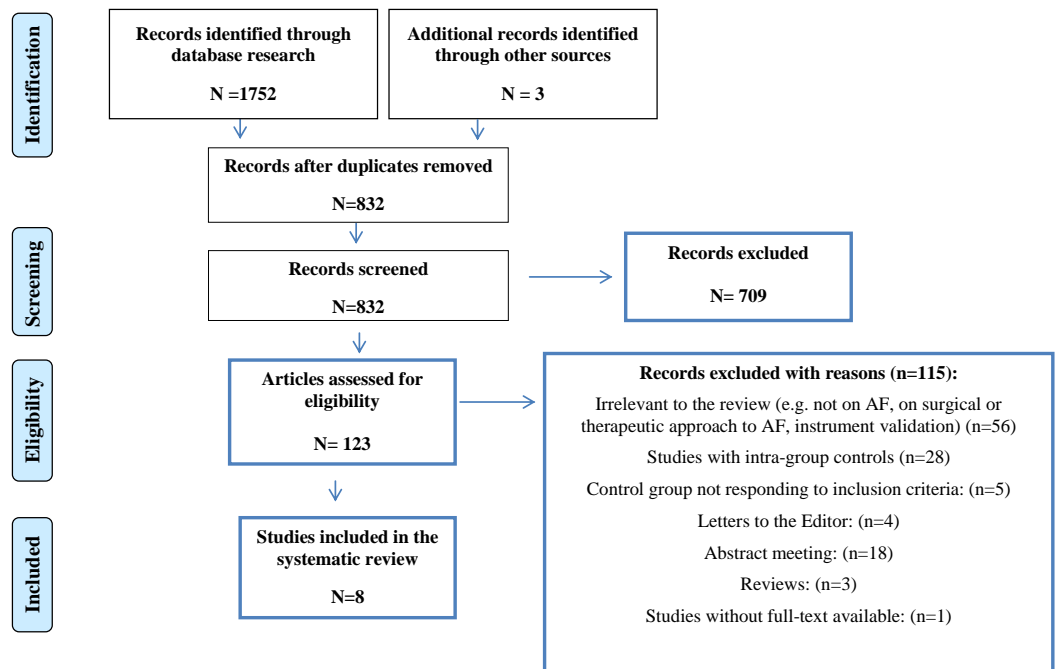 Identification
Records identified through
database research
N =1752
Additional records identified
through other sources
N = 3
Records after duplicates removed
N=832
Screening
Records screened
N=832
Records excluded
N= 709
Eligibility
Articles assessed for
eligibility
N= 123
Records excluded with reasons (n=115):
Irrelevant to the review (e.g. not on AF, on surgical or
therapeutic approach to AF, instrument validation) (n=56)
Studies with intra-group controls (n=28)
Control group not responding to inclusion criteria: (n=5)
Letters to the Editor: (n=4)
Abstract meeting: (n=18)
Reviews: (n=3)
Studies without full-text available: (n=1)
Included
Studies included in the
systematic review
N=8